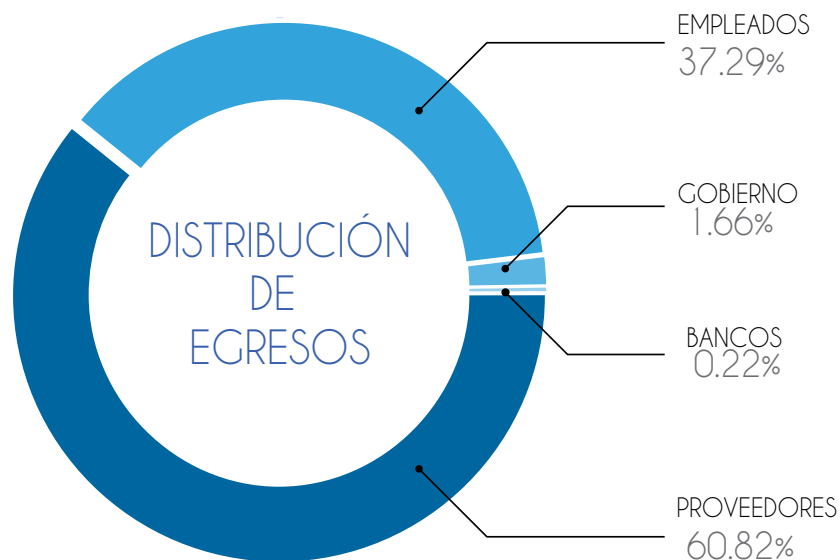 EMPLEADOS
37.29%
GOBIERNO
1.66%
DISTRIBUCIÓN
DE
EGRESOS
BANCOS
0.22%
PROVEEDORES
60.82%